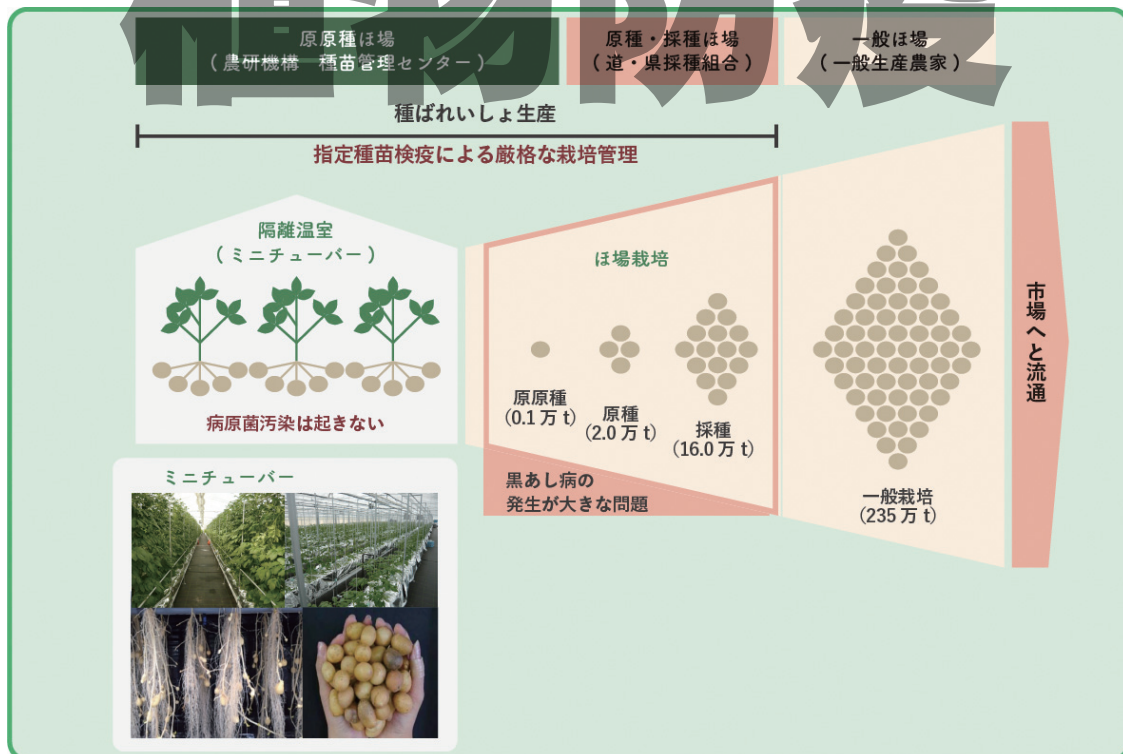 植物防疫
原原種ほ場
（農研機構　種苗管理センター）
原種・採種ほ場
（道・県採種組合）
一般ほ場
（一般生産農家）
種ばれいしょ生産
指定種苗検疫による厳格な栽培管理
隔離温室
（ミニチューバー）
病原菌汚染は起きない
ほ場栽培
原原種
(0.1 万 t)
原種
(2.0 万 t)
採種
(16.0 万 t)
黒あし病の
発生が大きな問題
一般栽培
(235 万 t)
市場へと流通
ミニチューバー